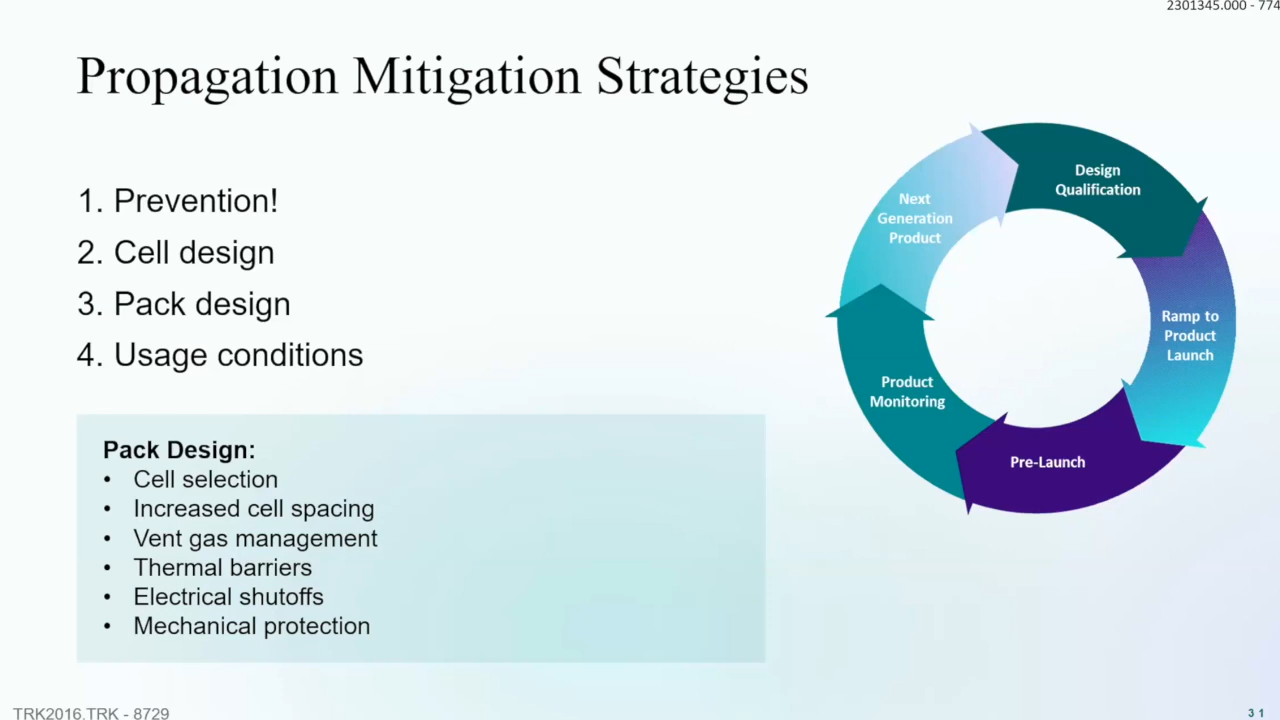 2301345.000 - 774
Propagation Mitigation Strategies
1. Prevention!
2. Cell design
3. Pack design
4. Usage conditions
Pack Design:
• Cell selection
• Increased cell spacing
• Vent gas management
• Thermal barriers
• Electrical shutoffs
• Mechanical protection
Design
Qualification
Ramp to
Product
Launch
Pre-Launch
Product
Monitoring
Next
Generation
Product
TRK2016.TRK - 8729
31